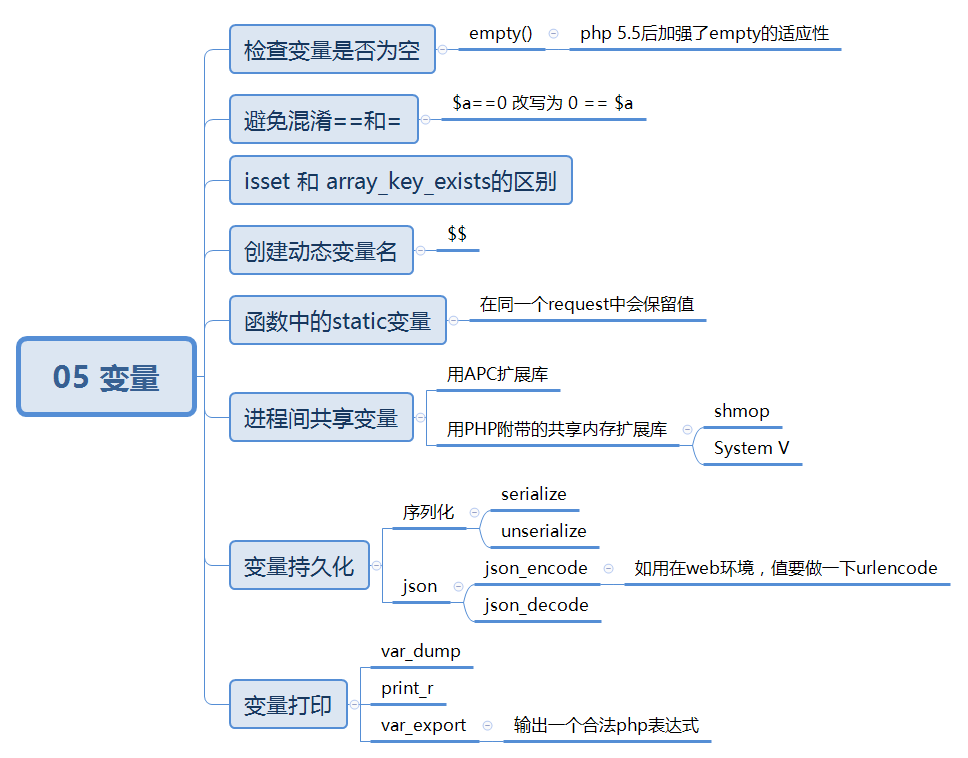 05 变量
检查变量是否为空
empty()
php 5.5后加强了empty的适应性
避免混淆==和=
$a==0 改写为 0 == $a
isset 和 array_key_exists的区别
创建动态变量名
$$
函数中的static变量
在同一个request中会保留值
进程间共享变量
用APC扩展库
用PHP附带的共享内存扩展库
shmop
System V
变量持久化
序列化
serialize
unserialize
json
json_encode
如用在web环境，值要做一下urlencode
json_decode
变量打印
var_dump
print_r
var_export
输出一个合法php表达式